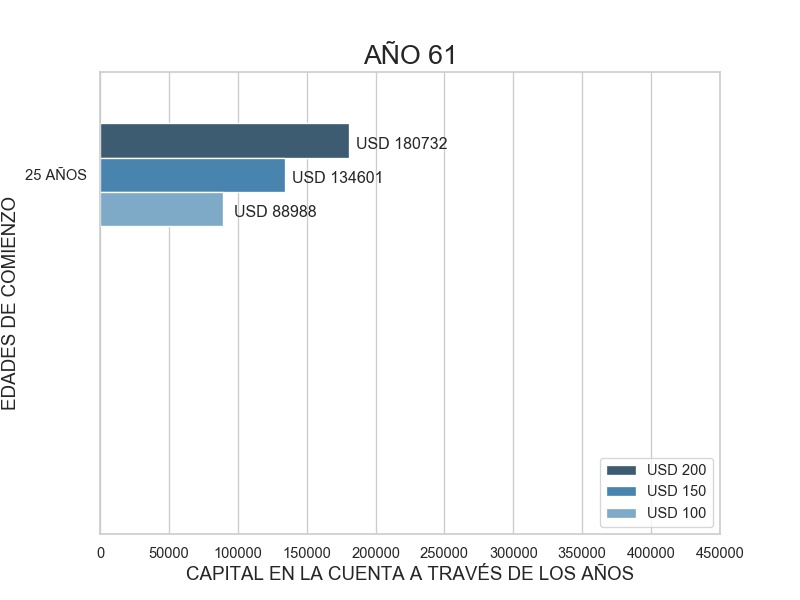 AÑO 61
USD 180732
25 AÑOS
USD 134601
USD 88988
EDADES DE COMIENZO
USD 200
USD 150
USD 100
0 50000 100000 150000 200000 250000 300000 350000 400000 450000
CAPITAL EN LA CUENTA A TRAVÉS DE LOS AÑOS